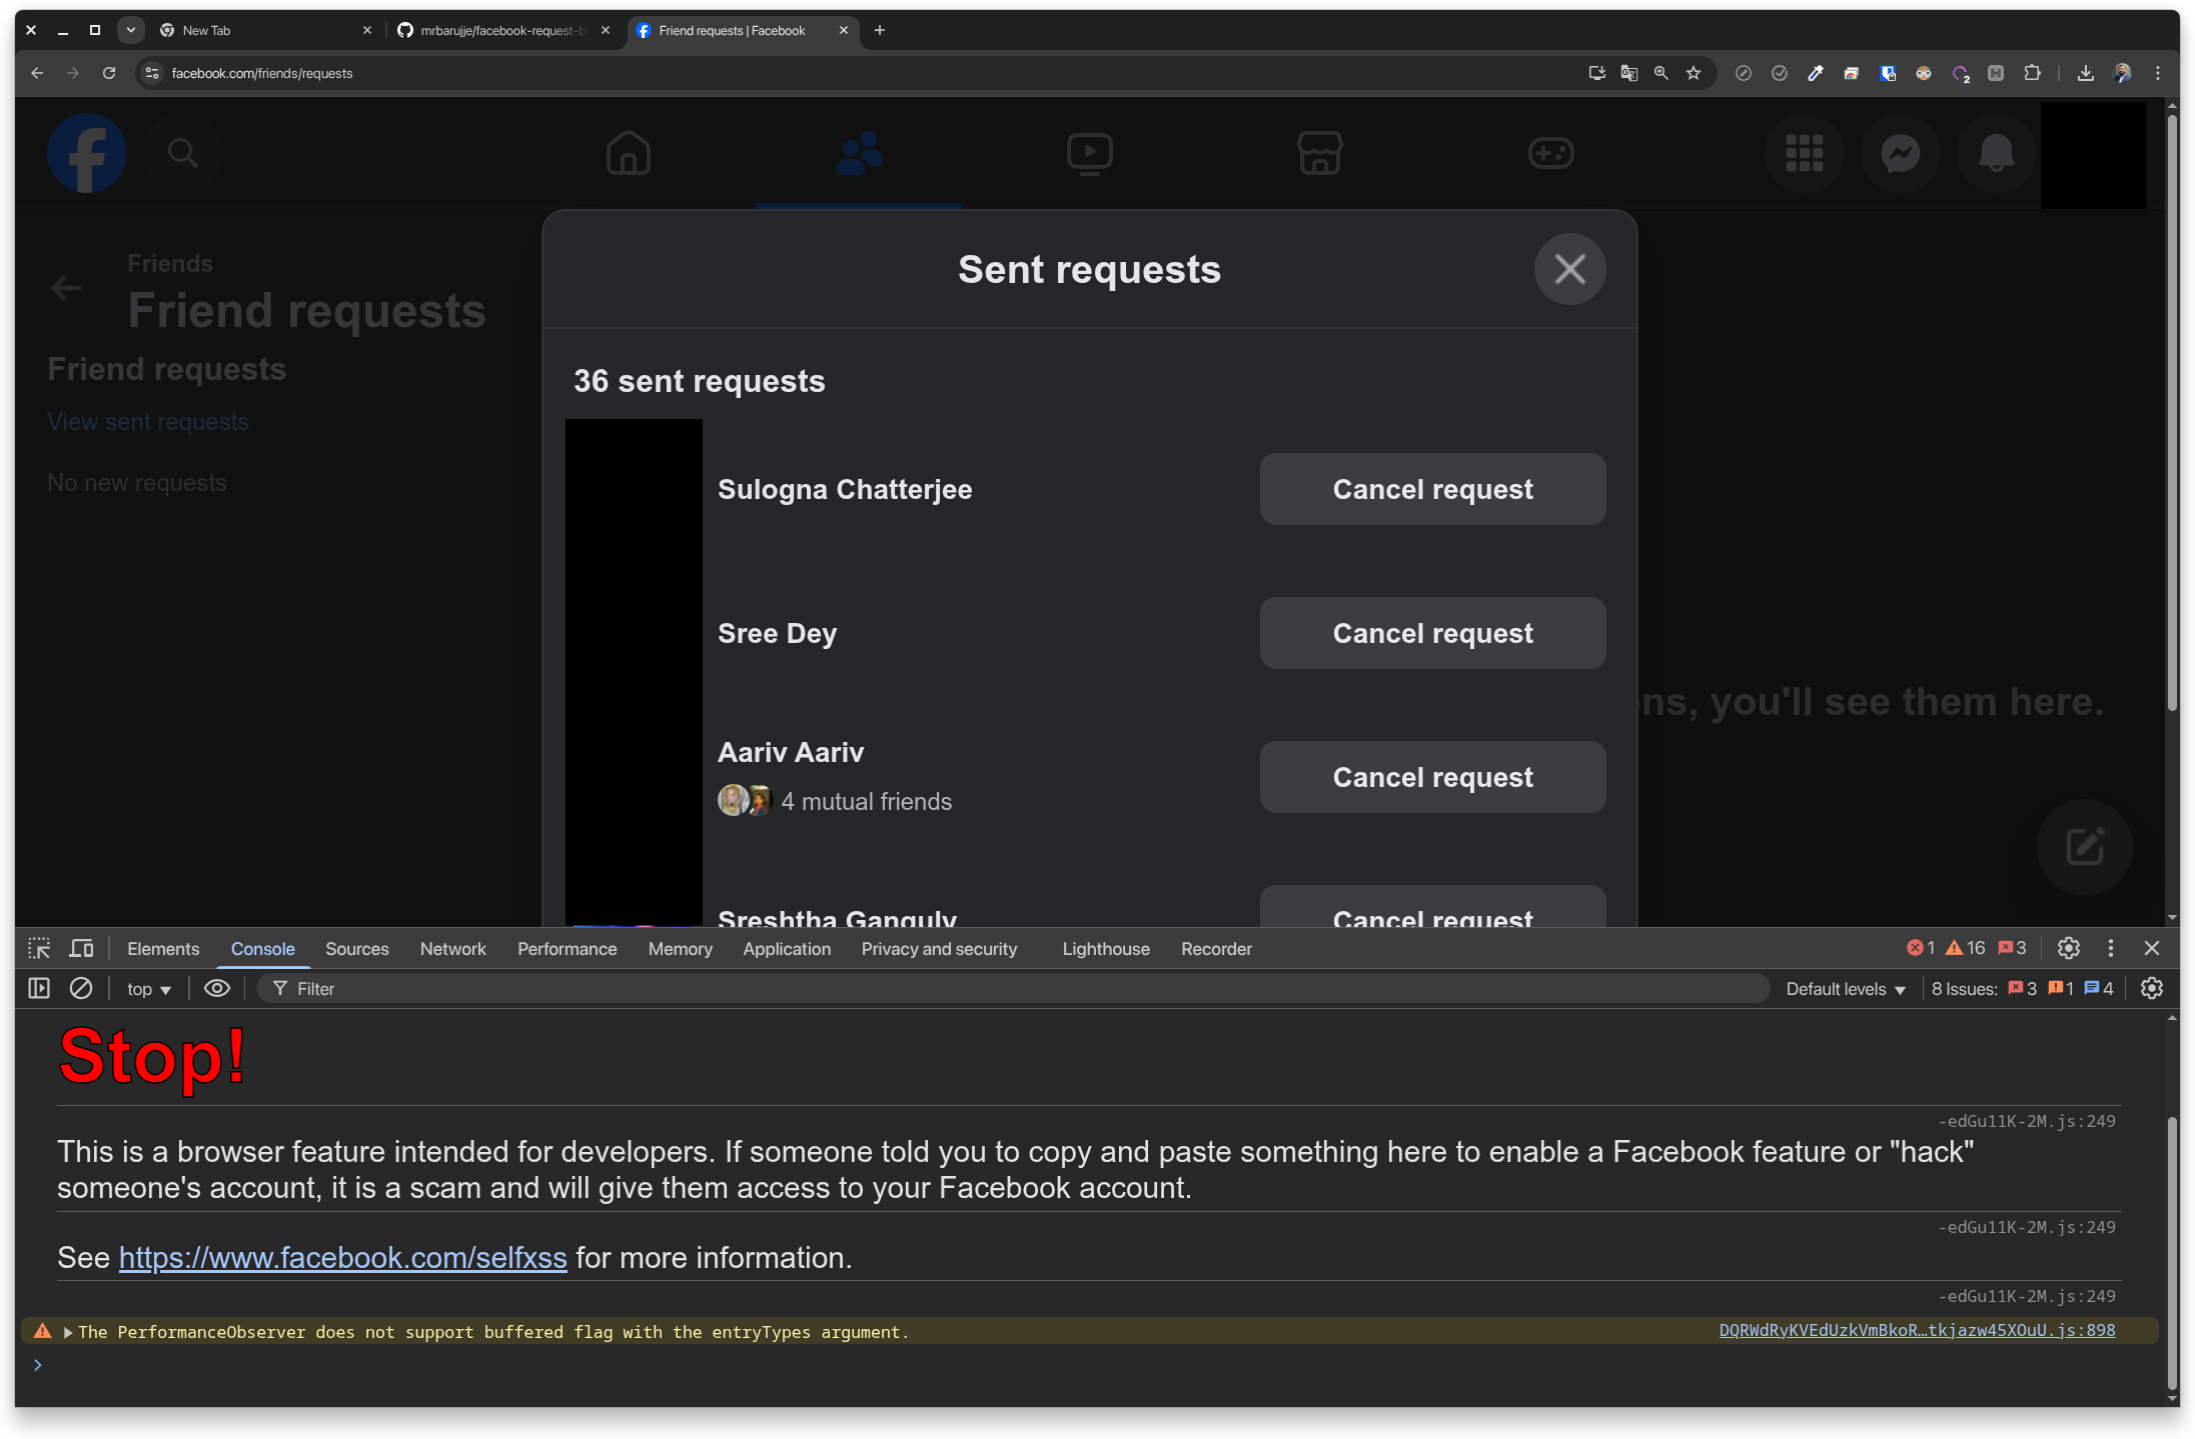 New Tab
mrbarujje/facebook-request-b
Friend requests | Facebook
facebook.com/friends/requests
2
Friends
Friend requests
Friend requests
View sent requests
No new requests
Sent requests
36 sent requests
Sulogna Chatterjee
Cancel request
Sree Dey
Cancel request
Aariv Aariv
4 mutual friends
Cancel request
Sreshtha Ganguly
Cancel request
ns, you'll see them here.
Elements Console Sources Network Performance Memory Application Privacy and security Lighthouse Recorder 1 16 3
top Filter Default levels 8 Issues: 3 1 4
Stop!
-edGu11K-2M.js:249
This is a browser feature intended for developers. If someone told you to copy and paste something here to enable a Facebook feature or "hack"
someone's account, it is a scam and will give them access to your Facebook account.
-edGu11K-2M.js:249
See https://www.facebook.com/selfxss for more information.
-edGu11K-2M.js:249
The PerformanceObserver does not support buffered flag with the entryTypes argument. DQRWdRyKVEdUzkVmBkoR…tkjazw45XOuU.js:898